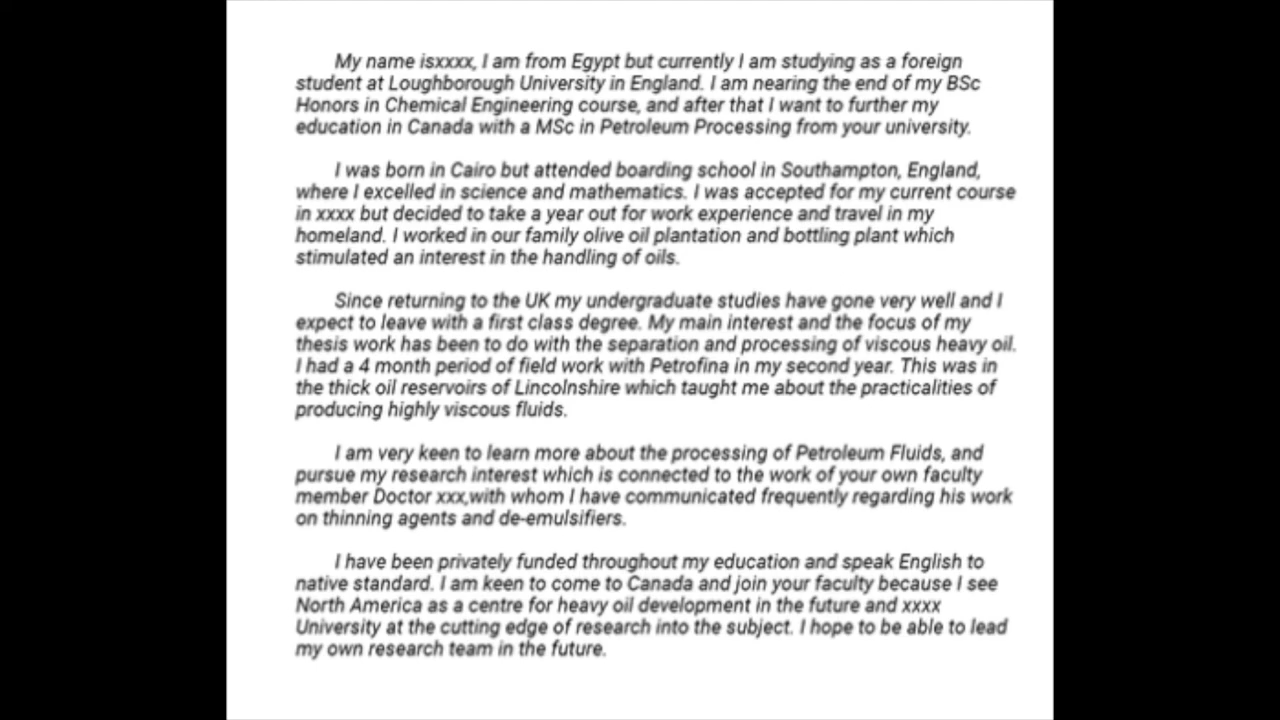 My name isxxxx, I am from Egypt but currently I am studying as a foreign
student at Loughborough University in England. I am nearing the end of my BSc
Honors in Chemical Engineering course, and after that I want to further my
education in Canada with a MSc in Petroleum Processing from your university.
I was born in Cairo but attended boarding school in Southampton, England,
where I excelled in science and mathematics. I was accepted for my current course
in xxxx but decided to take a year out for work experience and travel in my
homeland. I worked in our family olive oil plantation and bottling plant which
stimulated an interest in the handling of oils.
Since returning to the UK my undergraduate studies have gone very well and I
expect to leave with a first class degree. My main interest and the focus of my
thesis work has been to do with the separation and processing of viscous heavy oil.
I had a 4 month period of field work with Petrofina in my second year. This was in
the thick oil reservoirs of Lincolnshire which taught me about the practicalities of
producing highly viscous fluids.
I am very keen to learn more about the processing of Petroleum Fluids, and
pursue my research interest which is connected to the work of your own faculty
member Doctor xxx,with whom I have communicated frequently regarding his work
on thinning agents and de-emulsifiers.
I have been privately funded throughout my education and speak English to
native standard. I am keen to come to Canada and join your faculty because I see
North America as a centre for heavy oil development in the future and xxxx
University at the cutting edge of research into the subject. I hope to be able to lead
my own research team in the future.